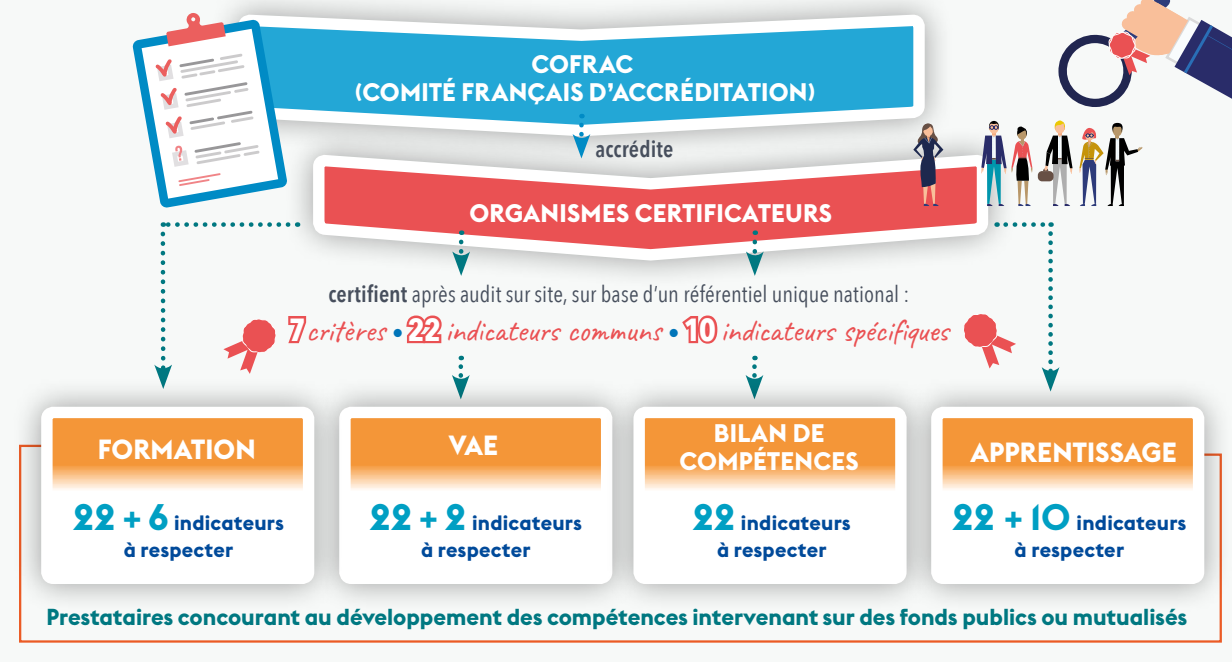 COFRAC
(COMITÉ FRANÇAIS D'ACCRÉDITATION)
accrédite
ORGANISMES CERTIFICATEURS
certifient après audit sur site, sur base d'un référentiel unique national :
7 critères • 22 indicateurs communs • 10 indicateurs spécifiques
FORMATION
22 + 6 indicateurs
à respecter
VAE
22 + 2 indicateurs
à respecter
BILAN DE
COMPÉTENCES
22 indicateurs
à respecter
APPRENTISSAGE
22 + 10 indicateurs
à respecter
Prestataires concourant au développement des compétences intervenant sur des fonds publics ou mutualisés